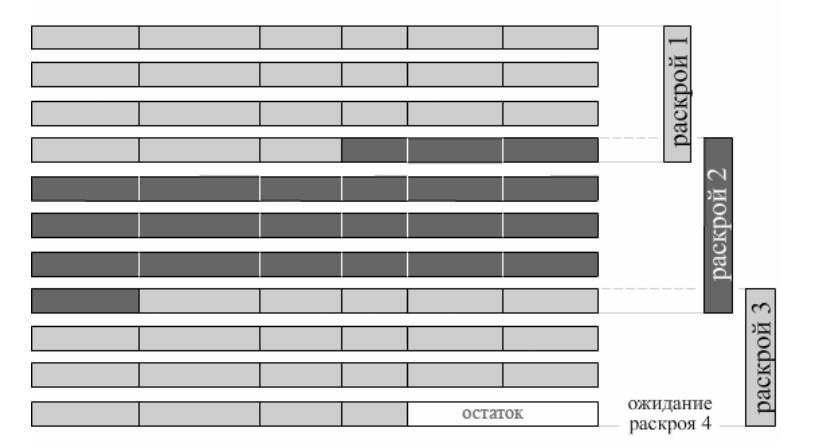 раскрой 1
раскрой 2
раскрой 3
остаток
ожидание
раскроя 4